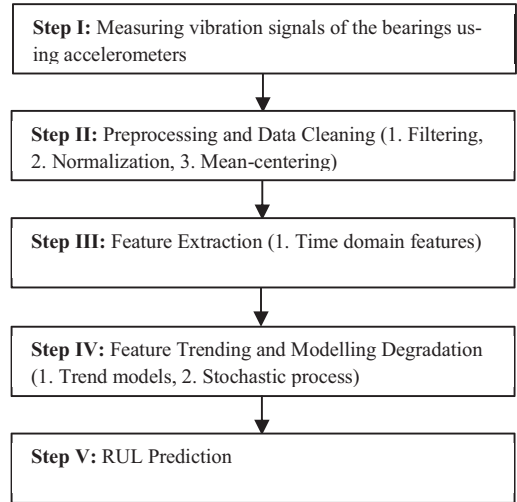 Step I: Measuring vibration signals of the bearings us-
ing accelerometers
Step II: Preprocessing and Data Cleaning (1. Filtering,
2. Normalization, 3. Mean-centering)
Step III: Feature Extraction (1. Time domain features)
Step IV: Feature Trending and Modelling Degradation
(1. Trend models, 2. Stochastic process)
Step V: RUL Prediction